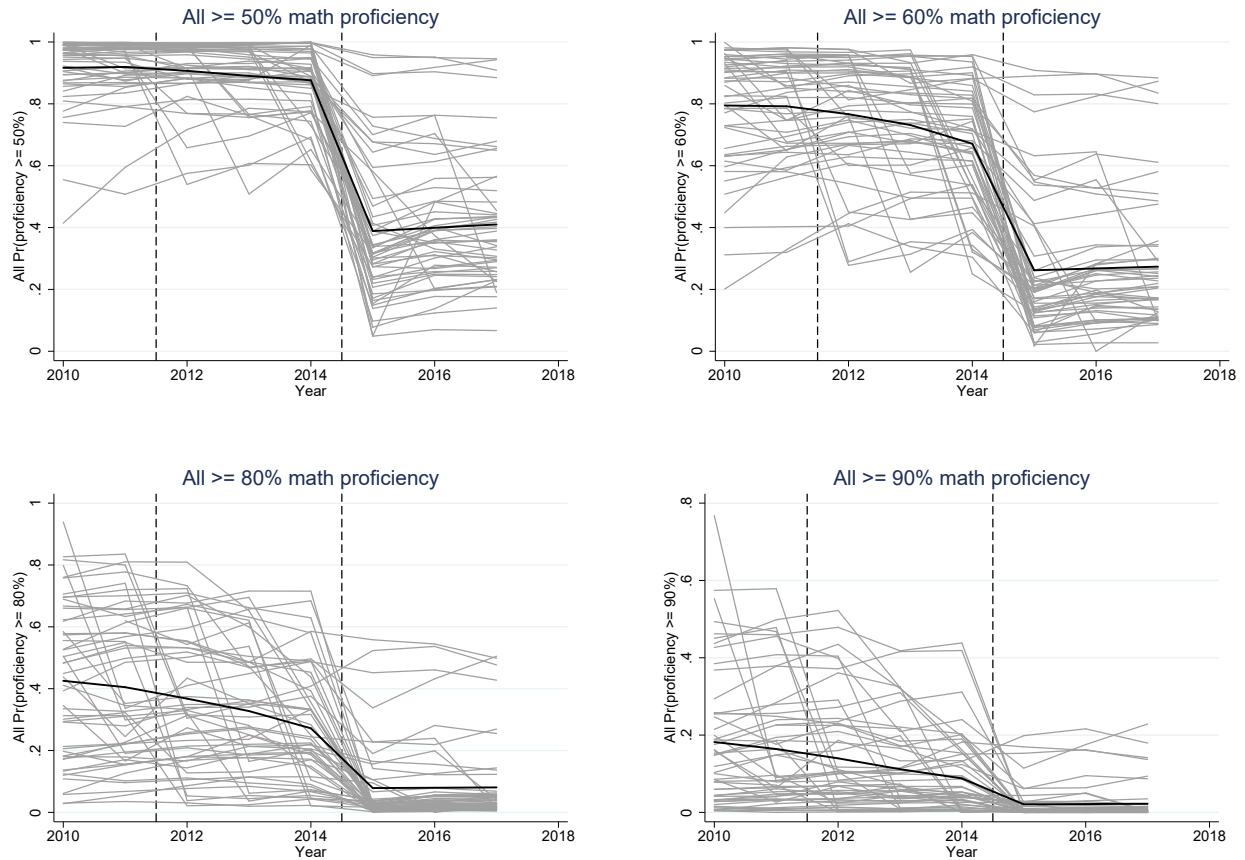 All >= 50% math proficiency
All Pr(proficiency >= 50%)
1
.8
.6
.4
.2
0
2010 2012 2014 2016 2018
Year
All >= 60% math proficiency
All Pr(proficiency >= 60%)
1
.8
.6
.4
.2
0
2010 2012 2014 2016 2018
Year
All >= 80% math proficiency
All Pr(proficiency >= 80%)
1
.8
.6
.4
.2
0
2010 2012 2014 2016 2018
Year
All >= 90% math proficiency
All Pr(proficiency >= 90%)
.8
.6
.4
.2
0
2010 2012 2014 2016 2018
Year